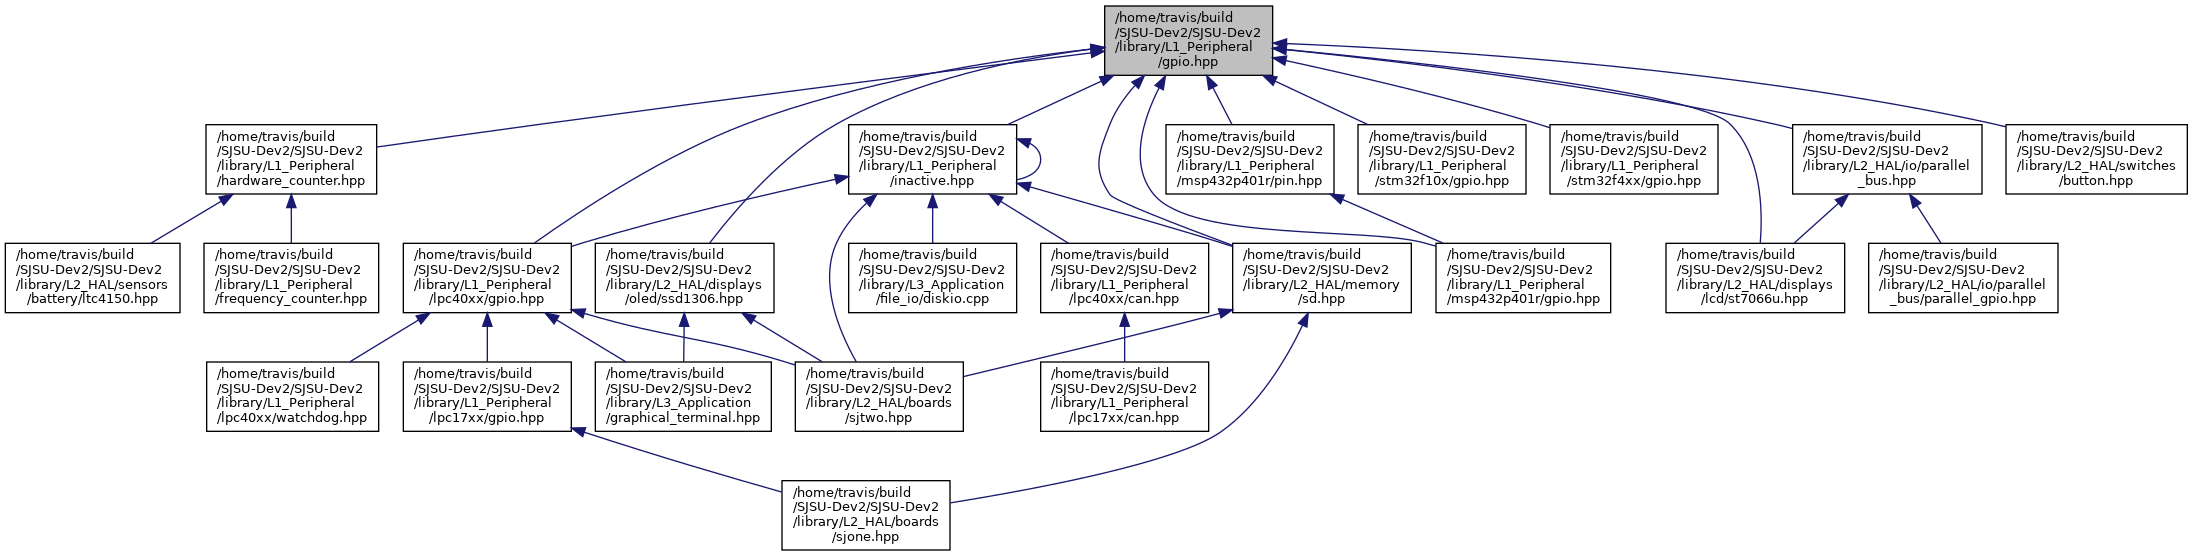 /home/travis/build
/SJSU-Dev2/SJSU-Dev2
/library/L1_Peripheral
/gpio.hpp
/home/travis/build
/SJSU-Dev2/SJSU-Dev2
/library/L1_Peripheral
/hardware_counter.hpp
/home/travis/build
/SJSU-Dev2/SJSU-Dev2
/library/L1_Peripheral
/inactive.hpp
/home/travis/build
/SJSU-Dev2/SJSU-Dev2
/library/L1_Peripheral
/msp432p401r/pin.hpp
/home/travis/build
/SJSU-Dev2/SJSU-Dev2
/library/L1_Peripheral
/stm32f10x/gpio.hpp
/home/travis/build
/SJSU-Dev2/SJSU-Dev2
/library/L1_Peripheral
/stm32f4xx/gpio.hpp
/home/travis/build
/SJSU-Dev2/SJSU-Dev2
/library/L2_HAL/io/parallel
_bus.hpp
/home/travis/build
/SJSU-Dev2/SJSU-Dev2
/library/L2_HAL/switches
/button.hpp
/home/travis/build
/SJSU-Dev2/SJSU-Dev2
/library/L2_HAL/sensors
/battery/ltc4150.hpp
/home/travis/build
/SJSU-Dev2/SJSU-Dev2
/library/L1_Peripheral
/frequency_counter.hpp
/home/travis/build
/SJSU-Dev2/SJSU-Dev2
/library/L1_Peripheral
/lpc40xx/gpio.hpp
/home/travis/build
/SJSU-Dev2/SJSU-Dev2
/library/L2_HAL/displays
/oled/ssd1306.hpp
/home/travis/build
/SJSU-Dev2/SJSU-Dev2
/library/L3_Application
/file_io/diskio.cpp
/home/travis/build
/SJSU-Dev2/SJSU-Dev2
/library/L1_Peripheral
/lpc40xx/can.hpp
/home/travis/build
/SJSU-Dev2/SJSU-Dev2
/library/L2_HAL/memory
/sd.hpp
/home/travis/build
/SJSU-Dev2/SJSU-Dev2
/library/L1_Peripheral
/msp432p401r/gpio.hpp
/home/travis/build
/SJSU-Dev2/SJSU-Dev2
/library/L2_HAL/displays
/lcd/st7066u.hpp
/home/travis/build
/SJSU-Dev2/SJSU-Dev2
/library/L2_HAL/io/parallel
_bus/parallel_gpio.hpp
/home/travis/build
/SJSU-Dev2/SJSU-Dev2
/library/L1_Peripheral
/lpc40xx/watchdog.hpp
/home/travis/build
/SJSU-Dev2/SJSU-Dev2
/library/L1_Peripheral
/lpc17xx/gpio.hpp
/home/travis/build
/SJSU-Dev2/SJSU-Dev2
/library/L3_Application
/graphical_terminal.hpp
/home/travis/build
/SJSU-Dev2/SJSU-Dev2
/library/L2_HAL/boards
/sjtwo.hpp
/home/travis/build
/SJSU-Dev2/SJSU-Dev2
/library/L1_Peripheral
/lpc17xx/can.hpp
/home/travis/build
/SJSU-Dev2/SJSU-Dev2
/library/L2_HAL/boards
/sjone.hpp